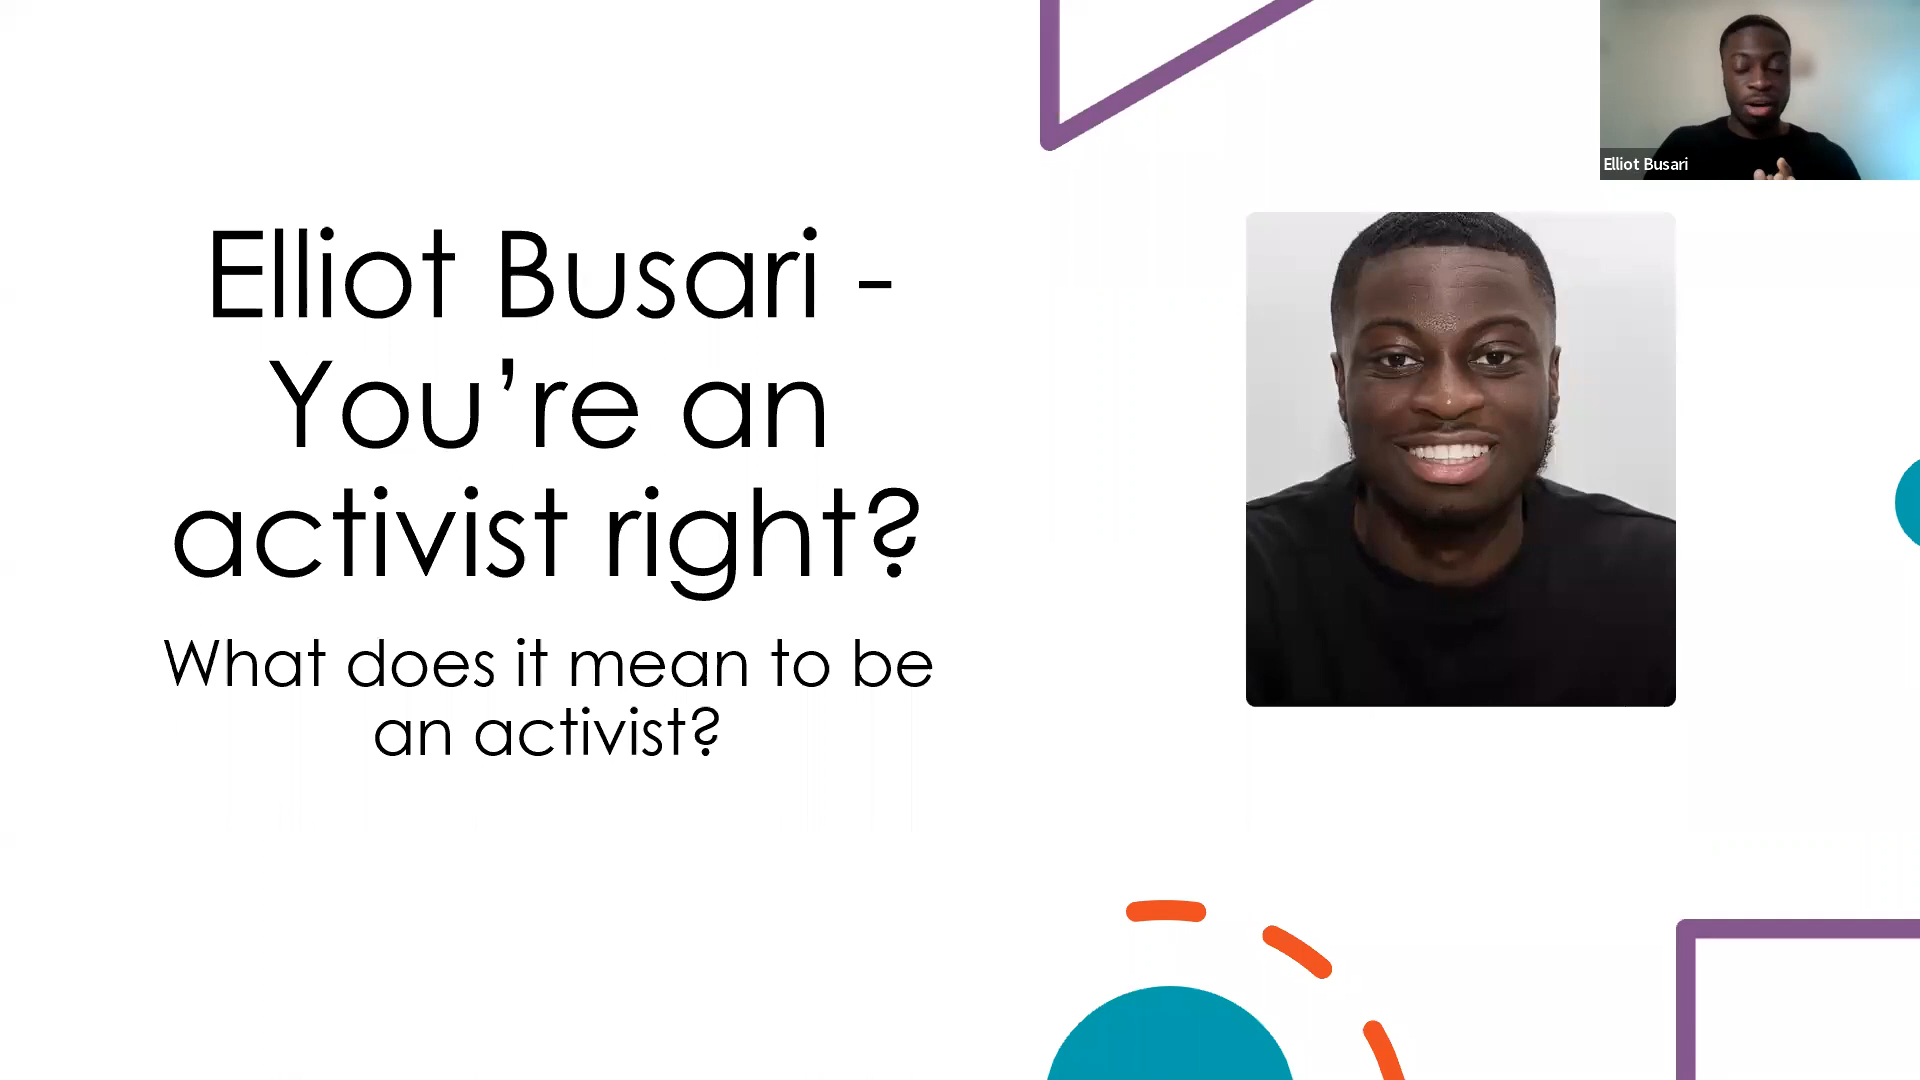 Elliot Busari -
You’re an
activist right?
What does it mean to be
an activist?
Elliot Busari